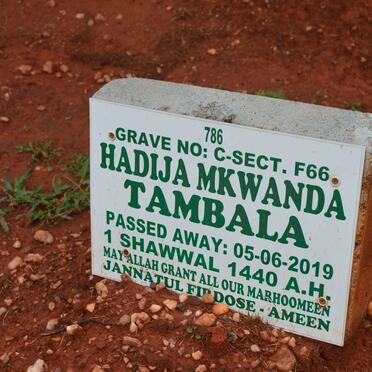 786
GRAVE NO: C-SECT. F66
HADIJA MKWANDA
TAMBALA
PASSED AWAY: 05-06-2019
1 SHAWWAL 1440 A.H
MAY ALLAH GRANT ALL OUR MARHOOMEEN
JANNATUL FIRDOSE - AMEEN